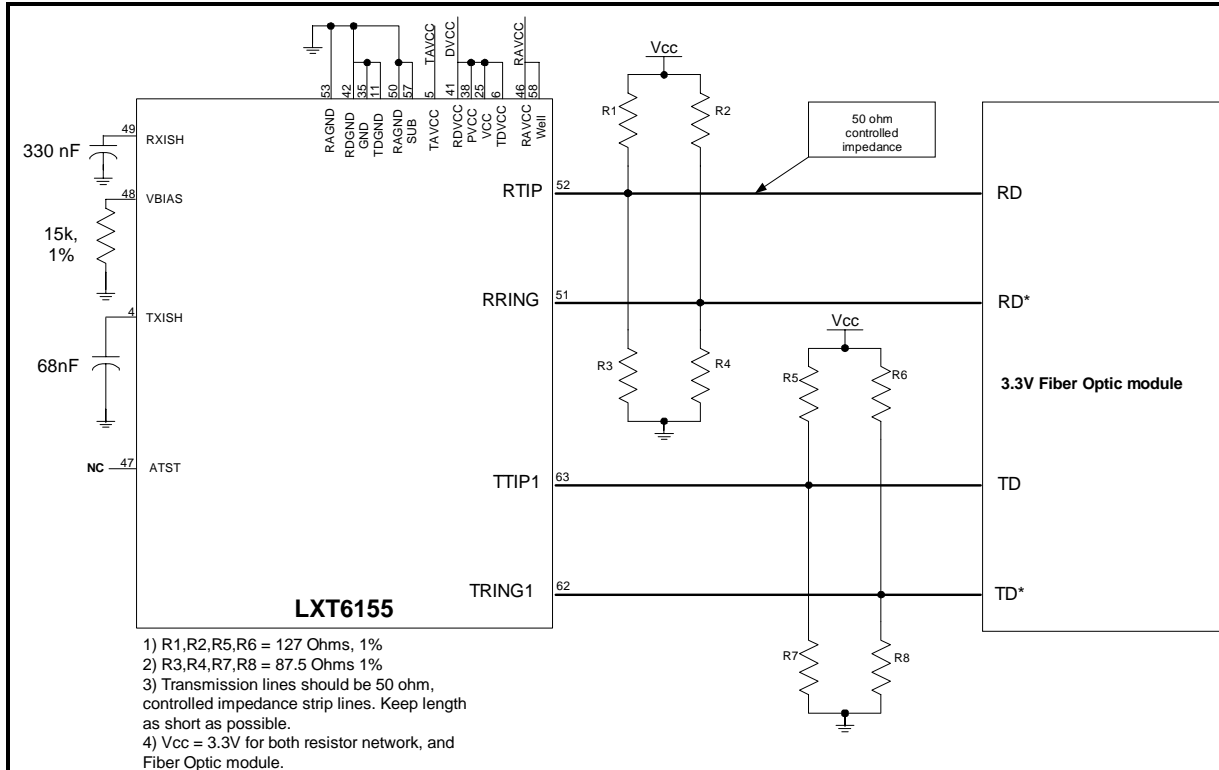 53
RAGND
42
RDGND
35
GND
11
TDGND
50
RAGND
57
SUB
TAVCC
5
TAVCC
DVCC
41
RDVCC
38
PVCC
25
VCC
6
TDVCC
RAVCC
46
RAVCC
58
Well
Vcc
R1
R2
50 ohm
controlled
impedance
49
RXISH
330 nF
48
VBIAS
15k,
1%
4
TXISH
68nF
NC 47 ATST
RTIP 52
RD
RRING 51
RD*
R3
R4
Vcc
R5
R6
3.3V Fiber Optic module
TTIP1 63
TD
TRING1 62
TD*
R7
R8
LXT6155
1) R1,R2,R5,R6 = 127 Ohms, 1%
2) R3,R4,R7,R8 = 87.5 Ohms 1%
3) Transmission lines should be 50 ohm,
controlled impedance strip lines. Keep length
as short as possible.
4) Vcc = 3.3V for both resistor network, and
Fiber Optic module.